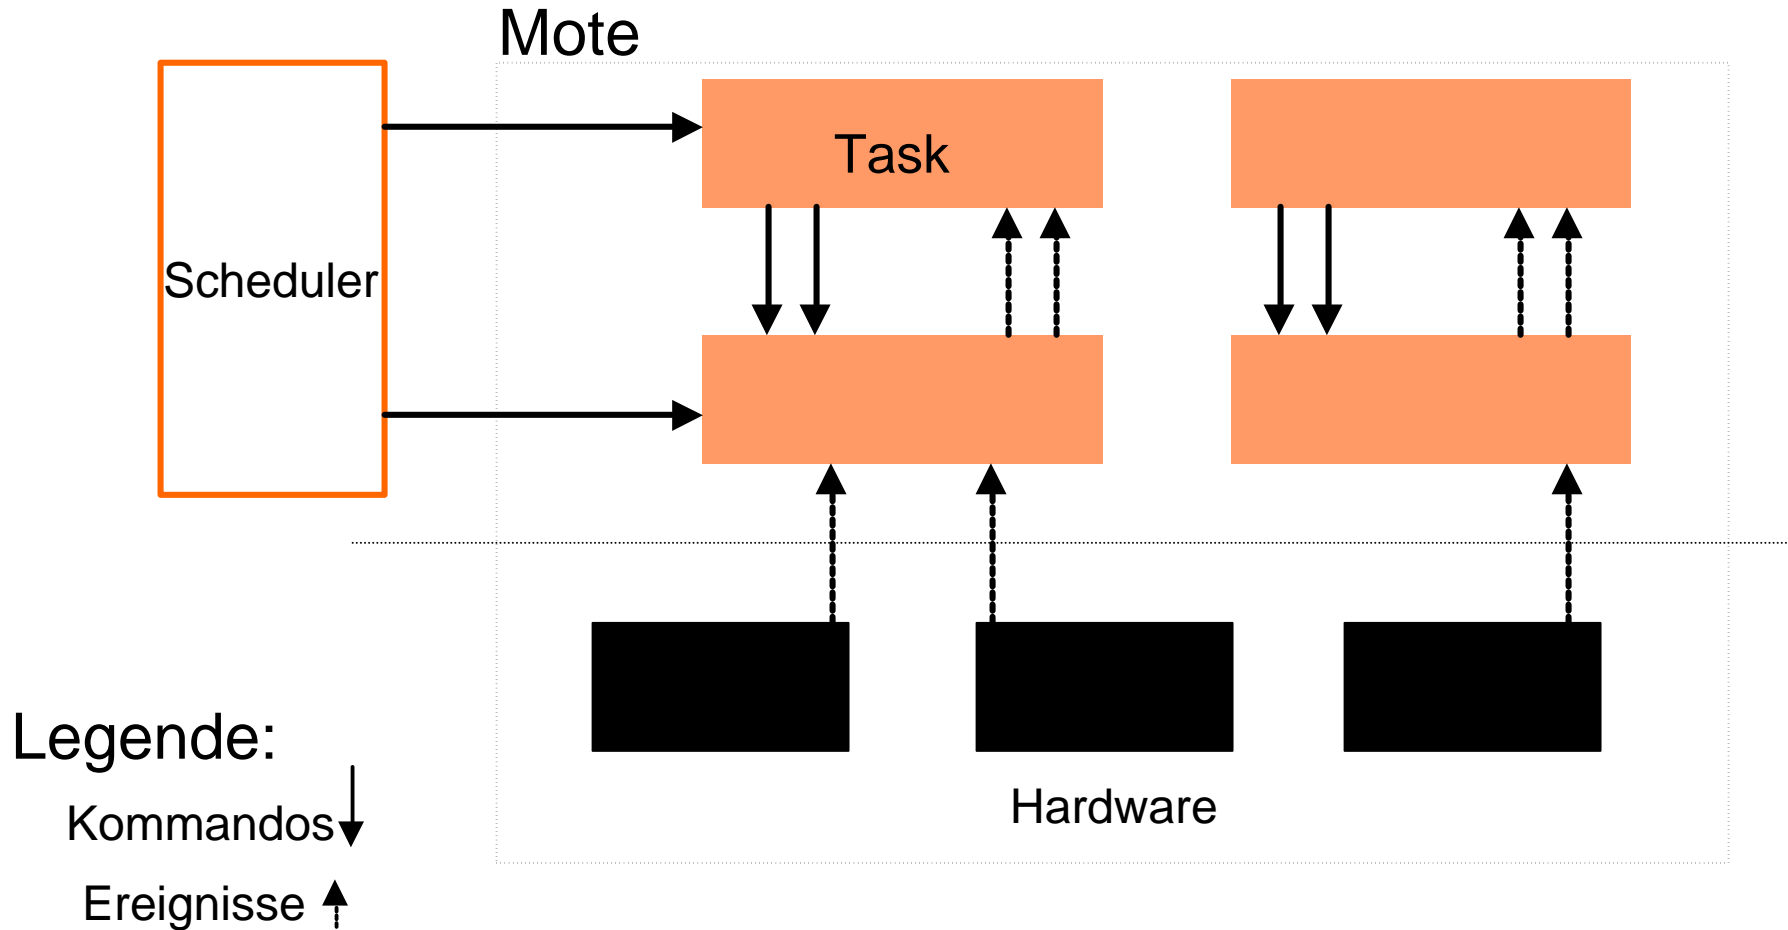 Mote
Task
Scheduler
Hardware
Legende:
Kommandos
Ereignisse